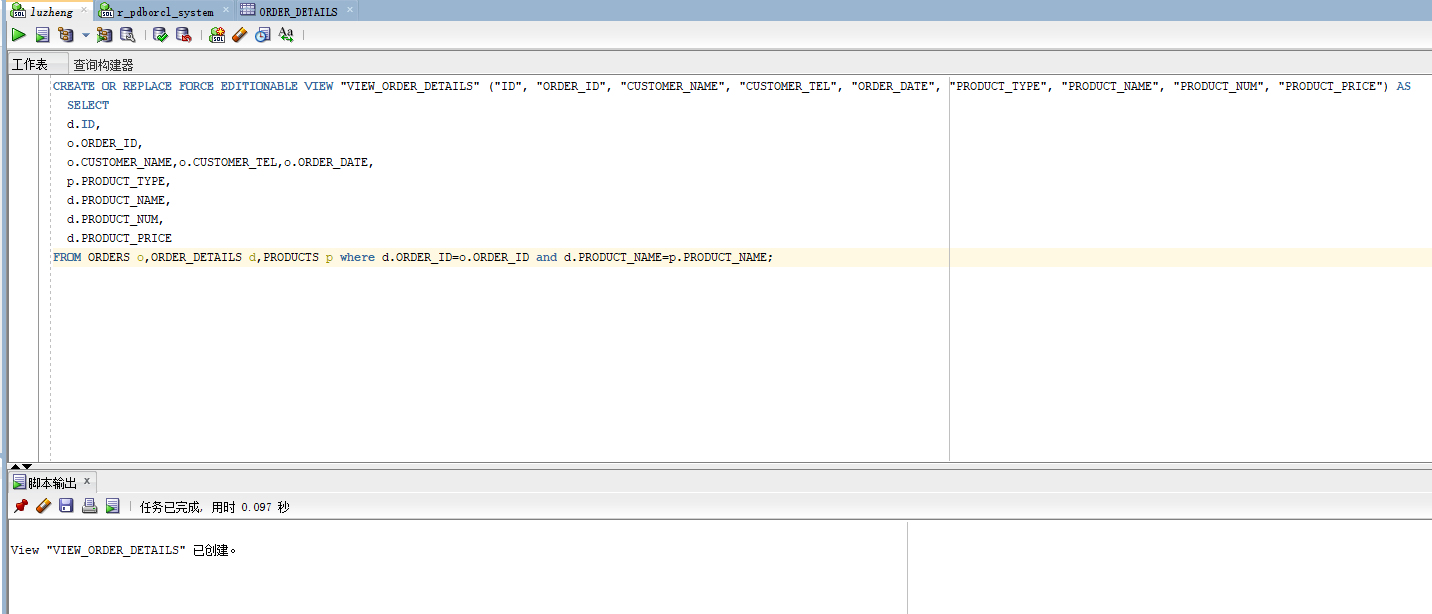 luzheng
r_pdborcl_system
ORDER_DETAILS
工作表
查询构建器
CREATE OR REPLACE FORCE EDITIONABLE VIEW "VIEW_ORDER_DETAILS" ("ID", "ORDER_ID", "CUSTOMER_NAME", "CUSTOMER_TEL", "ORDER_DATE", "PRODUCT_TYPE", "PRODUCT_NAME", "PRODUCT_NUM", "PRODUCT_PRICE") AS
SELECT
d.ID,
o.ORDER_ID,
o.CUSTOMER_NAME,o.CUSTOMER_TEL,o.ORDER_DATE,
p.PRODUCT_TYPE,
d.PRODUCT_NAME,
d.PRODUCT_NUM,
d.PRODUCT_PRICE
FROM ORDERS o,ORDER_DETAILS d,PRODUCTS p where d.ORDER_ID=o.ORDER_ID and d.PRODUCT_NAME=p.PRODUCT_NAME;
脚本输出 x
任务已完成, 用时 0.097 秒
View "VIEW_ORDER_DETAILS" 已创建。